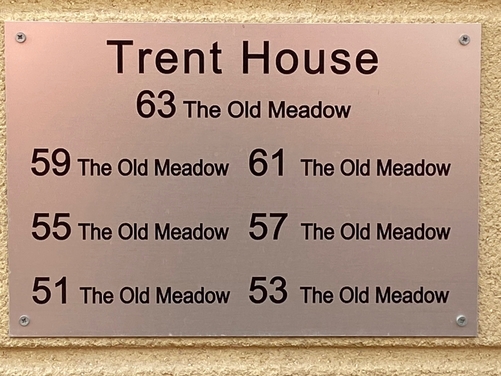 Trent House
63 The Old Meadow
59 The Old Meadow 61 The Old Meadow
55 The Old Meadow 57 The Old Meadow
51 The Old Meadow 53 The Old Meadow